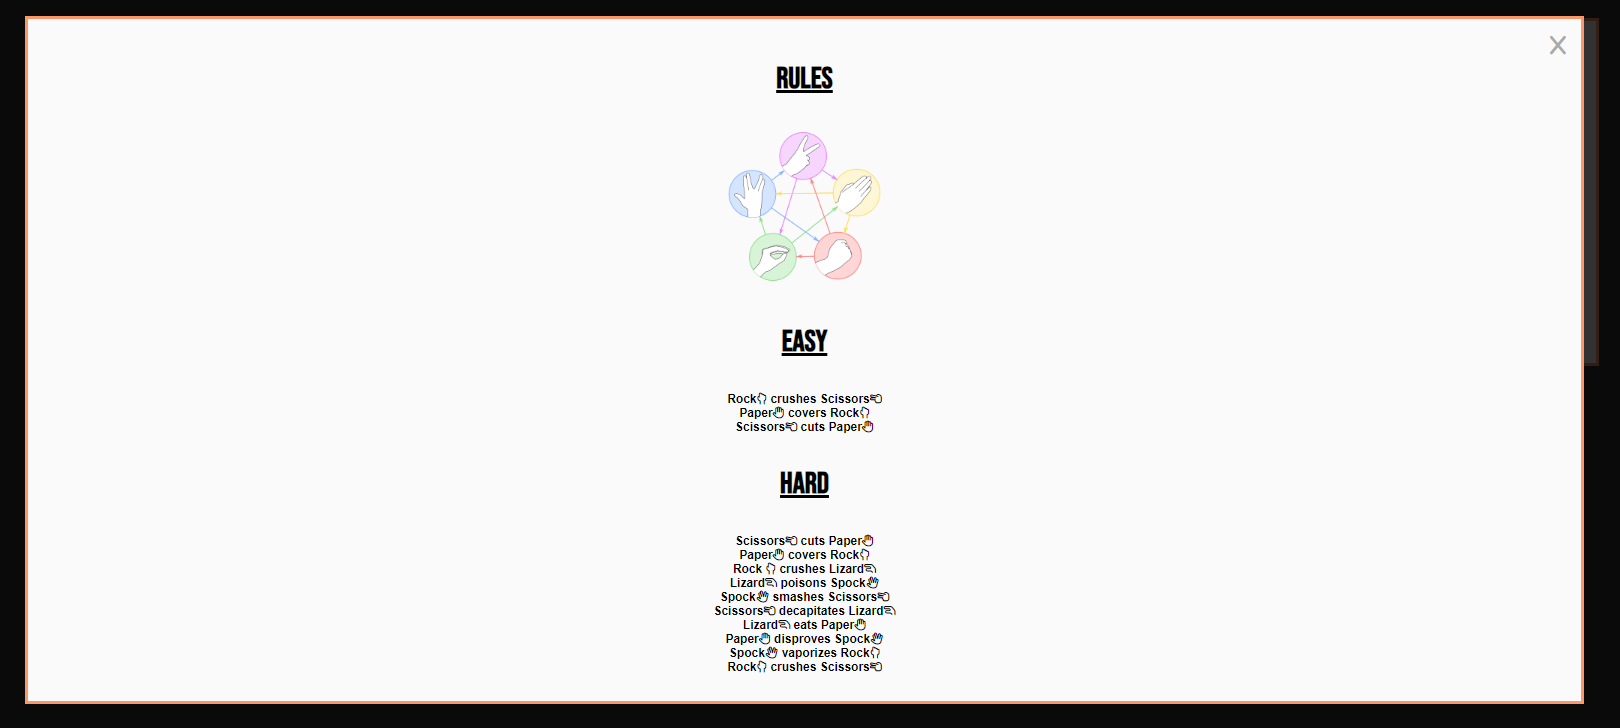 RULES
EASY
Rock crushes Scissors
Paper covers Rock
Scissors cuts Paper
HARD
Scissors cuts Paper
Paper covers Rock
Rock crushes Lizard
Lizard poisons Spock
Spock smashes Scissors
Scissors decapitates Lizard
Lizard eats Paper
Paper disproves Spock
Spock vaporizes Rock
Rock crushes Scissors